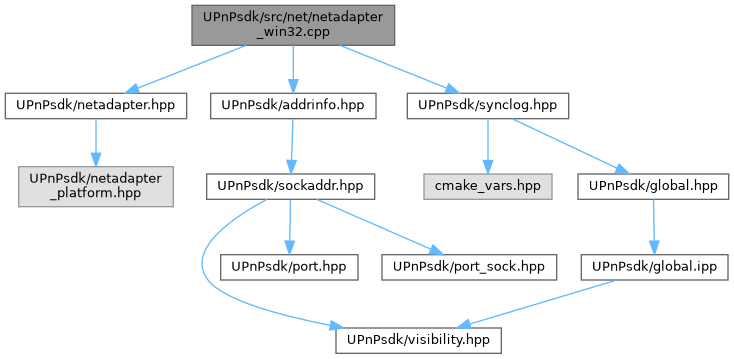 UPnPsdk/src/net/netadapter
_win32.cpp
UPnPsdk/netadapter.hpp
UPnPsdk/addrinfo.hpp
UPnPsdk/synclog.hpp
UPnPsdk/netadapter
_platform.hpp
UPnPsdk/sockaddr.hpp
cmake_vars.hpp
UPnPsdk/global.hpp
UPnPsdk/port.hpp
UPnPsdk/port_sock.hpp
UPnPsdk/global.ipp
UPnPsdk/visibility.hpp